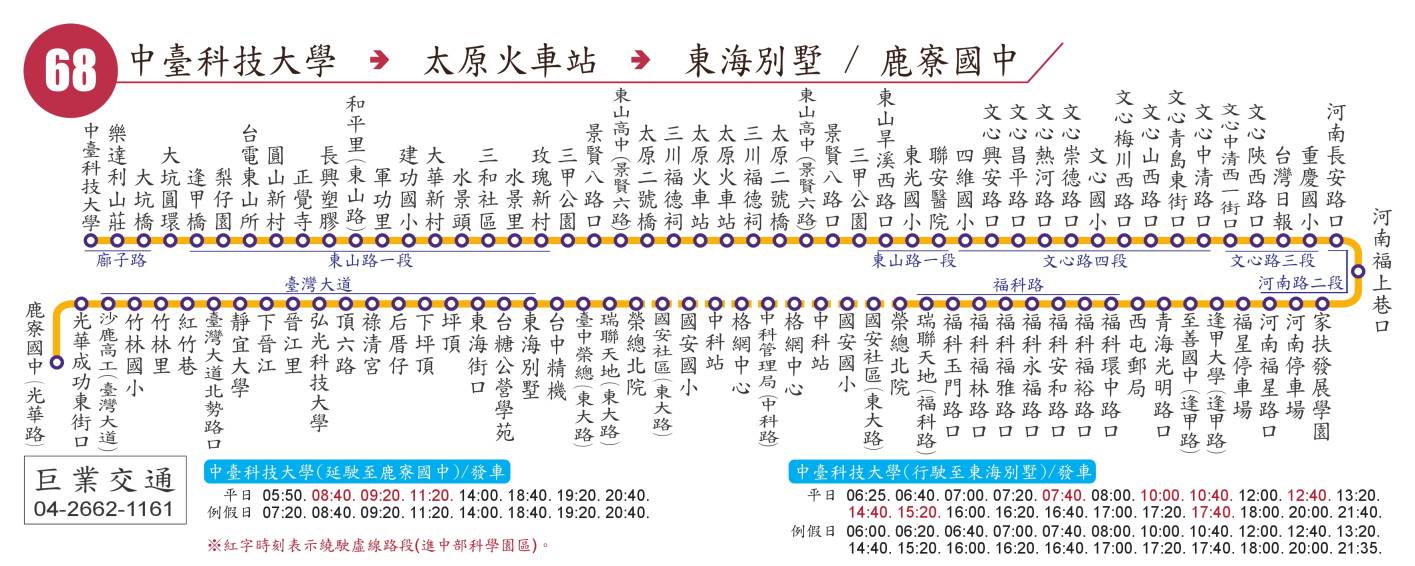 68
中臺科技大學 → 太原火車站 → 東海別墅 / 鹿寮國中
中臺科技大學
樂達利山莊
大坑橋
大坑圓環
逢甲橋
梨仔園
台電東山所
圓山新村
正覺寺
長興塑膠
和平里(東山路)
軍功里
建功國小
大華新村
水景頭
三和社區
水景里
玫瑰新村
三甲公園
景賢八路口
東山高中(景賢六路)
太原二號橋
三川福德祠
太原火車站
太原火車站
三川福德祠
太原二號橋
東山高中(景賢六路)
景賢八路口
三甲公園
東山旱溪西路口
東光國小
聯安醫院
四維國小
文心興安路口
文心昌平路口
文心熱河路口
文心崇德路口
文心國小
文心梅川西路口
文心山西路口
文心青島東街口
文心中清路口
文心中清西一街口
文心陝西路口
台灣日報
重慶國小
河南長安路口
河南福上巷口
廍子路
東山路一段
東山路一段
文心路四段
文心路三段
河南路二段
臺灣大道
福科路
鹿寮國中(光華路)
光華成功東街口
沙鹿高工(臺灣大道)
竹林國小
竹林里
紅竹巷
臺灣大道北勢路口
靜宜大學
下晉江
晉江里
弘光科技大學
頂六路
祿清宮
后厝仔
下坪頂
坪頂
東海街口
台糖公營學苑
東海別墅
台中精機
臺中榮總(東大路)
瑞聯天地(東大路)
榮總北院
國安社區(東大路)
國安國小
中科站
格網中心
中科管理局(中科路)
格網中心
中科站
國安國小
國安社區(東大路)
榮總北院
瑞聯天地(福科路)
福科玉門路口
福科福林路口
福科福雅路口
福科永福路口
福科安和路口
福科福裕路口
福科環中路口
西屯郵局
青海光明路口
至善國中(逢甲路)
逢甲大學(逢甲路)
福星停車場
河南福星路口
河南停車場
家扶發展學園
巨業交通
04-2662-1161
中臺科技大學(延駛至鹿寮國中)/發車
平日 05:50. 08:40. 09:20. 11:20. 14:00. 18:40. 19:20. 20:40.
例假日 07:20. 08:40. 09:20. 11:20. 14:00. 18:40. 19:20. 20:40.
※紅字時刻表示繞駛虛線路段(進中部科學園區)。
中臺科技大學(行駛至東海別墅)/發車
平日 06:25. 06:40. 07:00. 07:20. 07:40. 08:00. 10:00. 10:40. 12:00. 12:40. 13:20.
14:40. 15:20. 16:00. 16:20. 16:40. 17:00. 17:20. 17:40. 18:00. 20:00. 21:40.
例假日 06:00. 06:20. 06:40. 07:00. 07:40. 08:00. 10:00. 10:40. 12:00. 12:40. 13:20.
14:40. 15:20. 16:00. 16:20. 16:40. 17:00. 17:20. 17:40. 18:00. 20:00. 21:35.